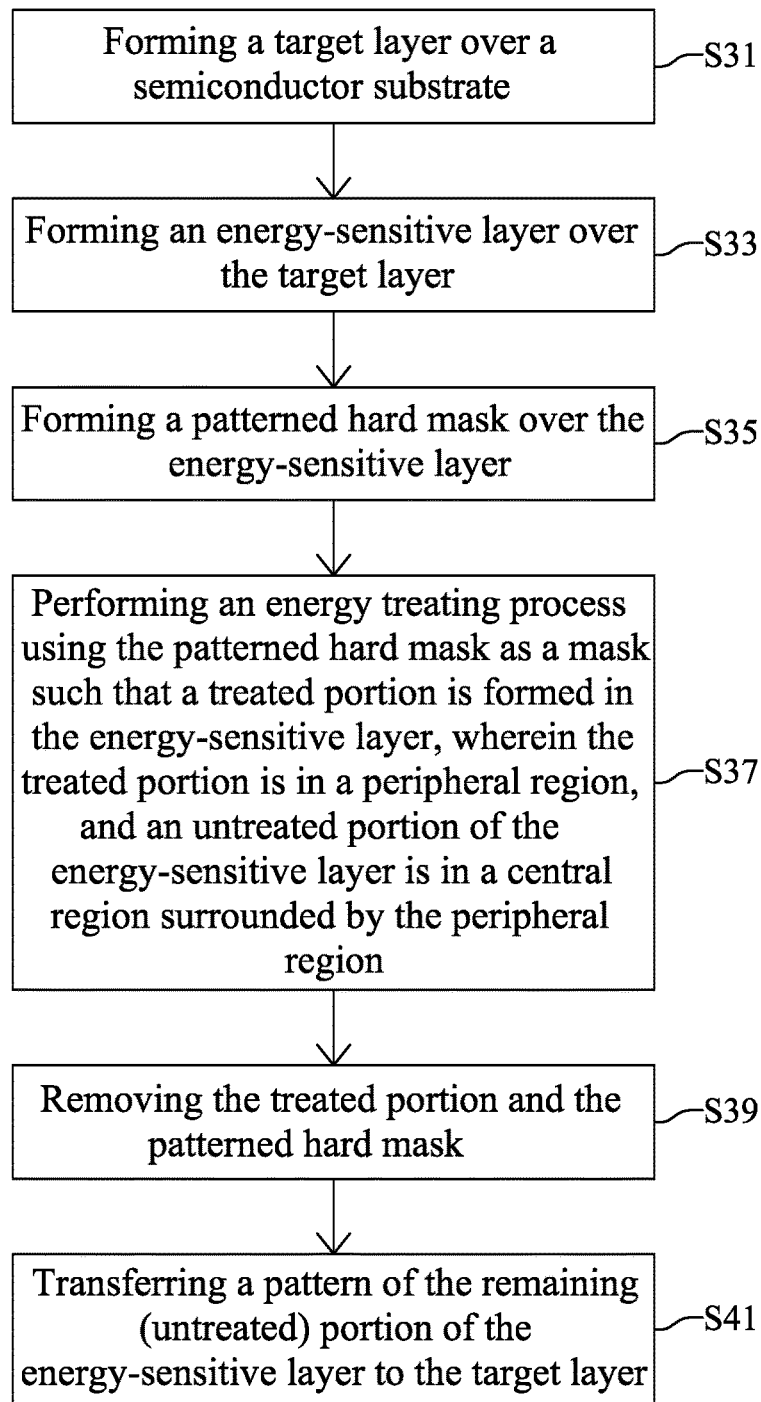 Forming a target layer over a
semiconductor substrate
S31
Forming an energy-sensitive layer over
the target layer
S33
Forming a patterned hard mask over the
energy-sensitive layer
S35
Performing an energy treating process
using the patterned hard mask as a mask
such that a treated portion is formed in
the energy-sensitive layer, wherein the
treated portion is in a peripheral region,
and an untreated portion of the
energy-sensitive layer is in a central
region surrounded by the peripheral
region
S37
Removing the treated portion and the
patterned hard mask
S39
Transferring a pattern of the remaining
(untreated) portion of the
energy-sensitive layer to the target layer
S41